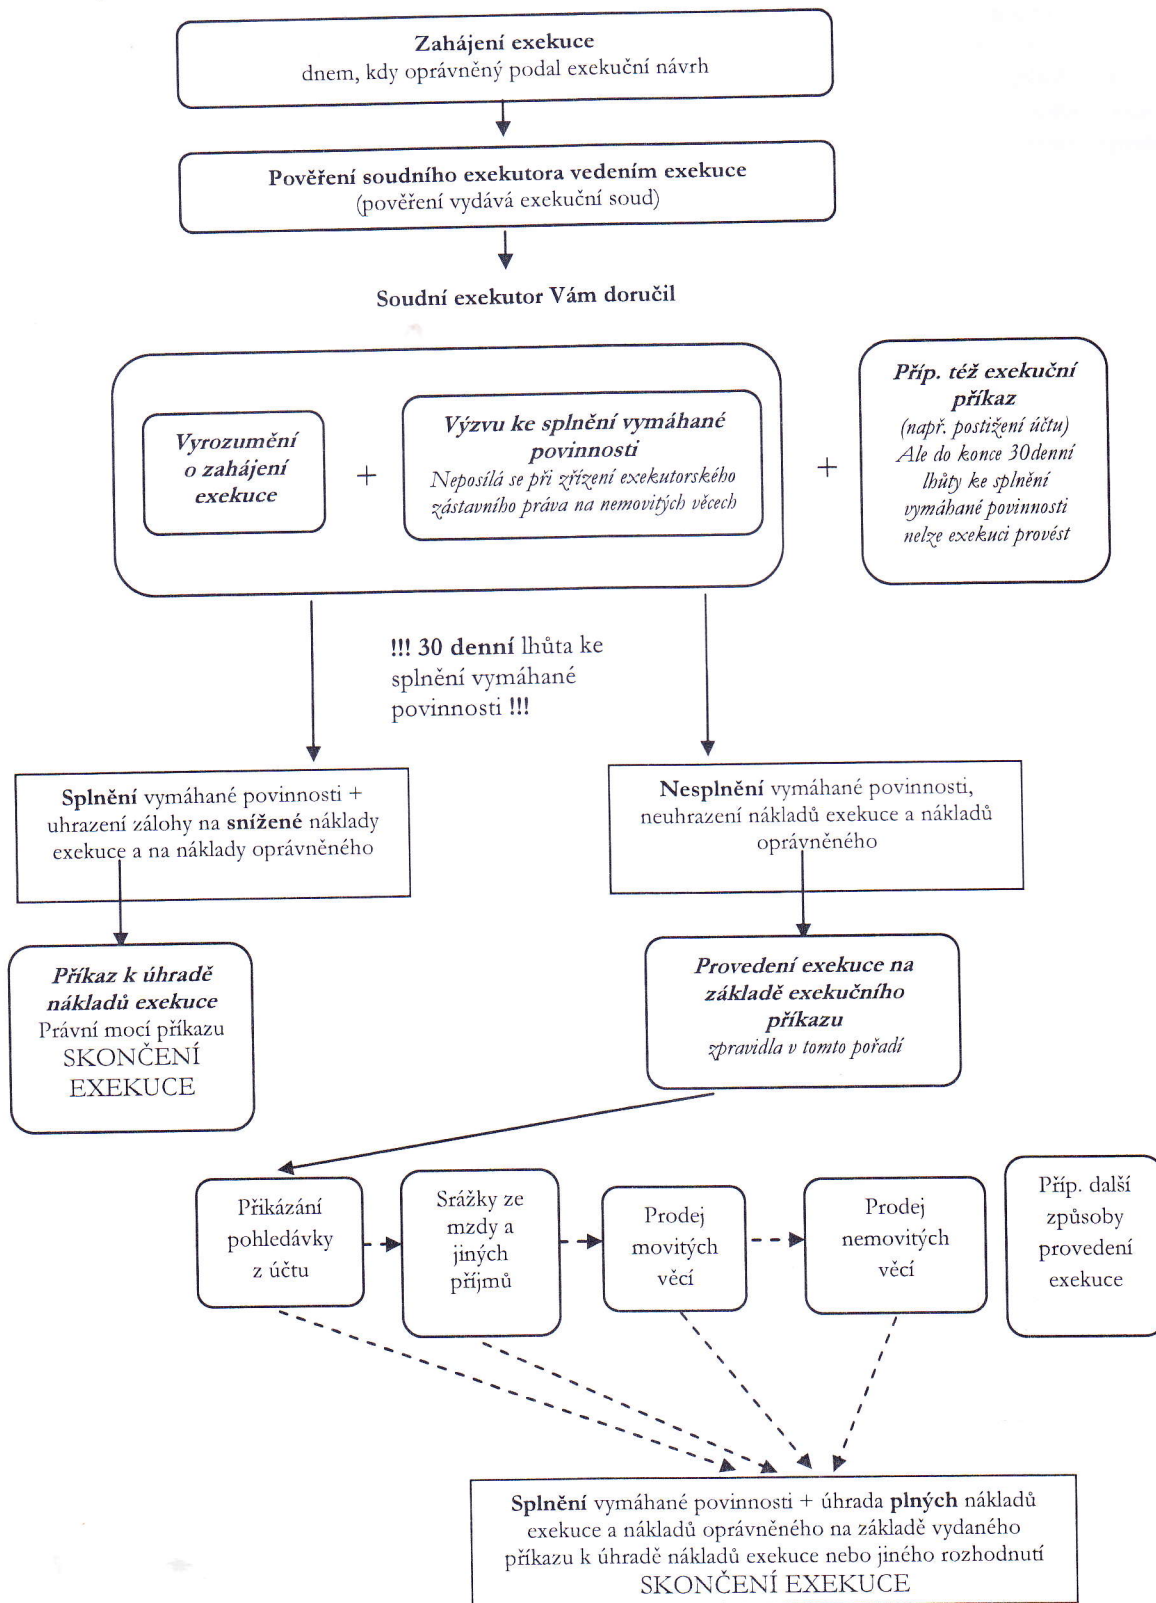 Zahájení exekuce
dnem, kdy oprávněný podal exekuční návrh
Pověření soudního exekutora vedením exekuce
(pověření vydává exekuční soud)
Soudní exekutor Vám doručil
Vyrozumění
o zahájení
exekuce
+
Výzvu ke splnění vymáhané
povinnosti
Neposílá se při zřízení exekutorského
zástavního práva na nemovitých věcech
+
Příp. též exekuční
příkaz
(např. postižení účtu)
Ale do konce 30denní
lhůty ke splnění
vymáhané povinnosti
nelze exekuci provést
!!! 30 denní lhůta ke
splnění vymáhané
povinnosti !!!
Splnění vymáhané povinnosti +
uhrazení zálohy na snížené náklady
exekuce a na náklady oprávněného
Nesplnění vymáhané povinnosti,
neuhrazení nákladů exekuce a nákladů
oprávněného
Příkaz k úhradě
nákladů exekuce
Právní mocí příkazu
SKONČENÍ
EXEKUCE
Provedení exekuce na
základě exekučního
příkazu
zpravidla v tomto pořadí
Přikázání
pohledávky
z účtu
Srážky ze
mzdy a
jiných
příjmů
Prodej
movitých
věcí
Prodej
nemovitých
věcí
Příp. další
způsoby
provedení
exekuce
Splnění vymáhané povinnosti + úhrada plných nákladů
exekuce a nákladů oprávněného na základě vydaného
příkazu k úhradě nákladů exekuce nebo jiného rozhodnutí
SKONČENÍ EXEKUCE